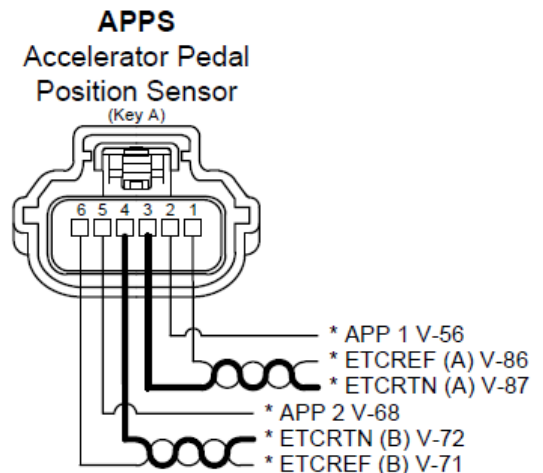 APPS
Accelerator Pedal
Position Sensor
(Key A)
6 5 4 3 2 1
* APP 1 V-56
* ETCREF (A) V-86
* ETCRTN (A) V-87
* APP 2 V-68
* ETCRTN (B) V-72
* ETCREF (B) V-71